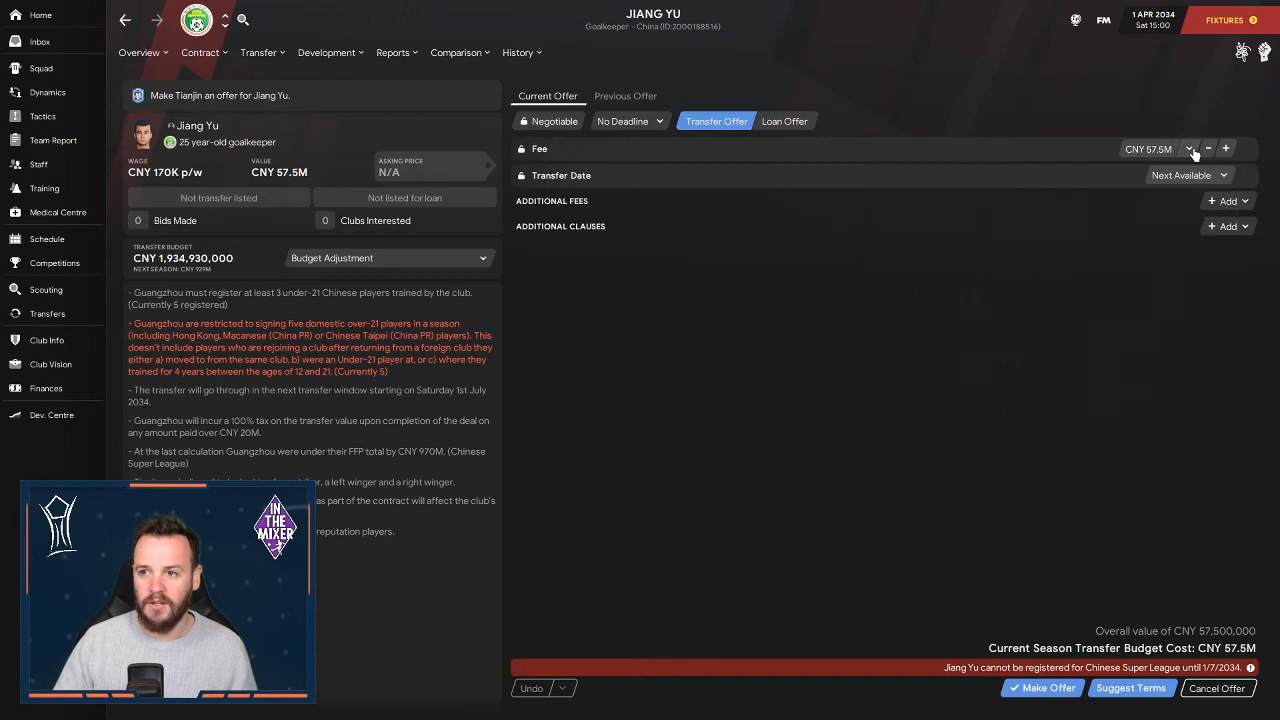 Home
Inbox
Squad
Dynamics
Tactics
Team Report
Staff
Training
Medical Centre
Schedule
Competitions
Scouting
Transfers
Club Info
Club Vision
Finances
Dev. Centre
JIANG YU
Goalkeeper - China (ID:2000188516)
FM
1 APR 2034
Sat 15:00
FIXTURES
Overview
Contract
Transfer
Development
Reports
Comparison
History
Make Tianjin an offer for Jiang Yu.
Jiang Yu
25 year-old goalkeeper
WAGE
CNY 170K p/w
VALUE
CNY 57.5M
ASKING PRICE
N/A
Not transfer listed
Not listed for loan
0 Bids Made
0 Clubs Interested
TRANSFER BUDGET
CNY 1,934,930,000
NEXT SEASON: CNY 929M
Budget Adjustment
- Guangzhou must register at least 3 under-21 Chinese players trained by the club.
(Currently 5 registered)
- Guangzhou are restricted to signing five domestic over-21 players in a season
(including Hong Kong, Macanese (China PR) or Chinese Taipei (China PR) players). This
doesn't include players who are rejoining a club after returning from a foreign club they
either a) moved to from the same club, b) were an Under-21 player at, or c) where they
trained for 4 years between the ages of 12 and 21. (Currently 5)
- The transfer will go through in the next transfer window starting on Saturday 1st July
2034.
- Guangzhou will incur a 100% tax on the transfer value upon completion of the deal on
any amount paid over CNY 20M.
- At the last calculation Guangzhou were under their FFP total by CNY 970M. (Chinese
Super League)
, a left winger and a right winger.
as part of the contract will affect the club's
reputation players.
IN
THE
MIXER
Current Offer
Previous Offer
Negotiable
No Deadline
Transfer Offer
Loan Offer
Fee
CNY 57.5M
Transfer Date
Next Available
ADDITIONAL FEES
+ Add
ADDITIONAL CLAUSES
+ Add
Overall value of CNY 57,500,000
Current Season Transfer Budget Cost: CNY 57.5M
Jiang Yu cannot be registered for Chinese Super League until 1/7/2034.
Undo
Make Offer
Suggest Terms
Cancel Offer